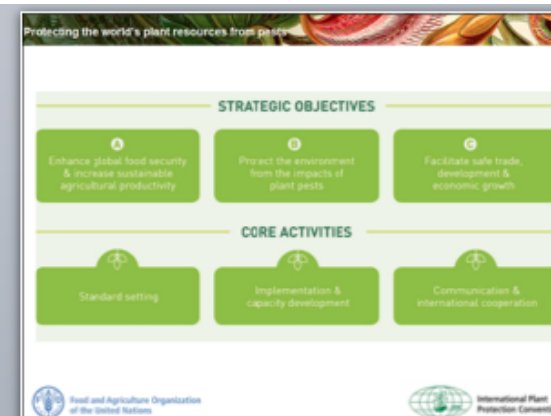 Protecting the world's plant resources from pests
STRATEGIC OBJECTIVES
A
Enhance global food security
& increase sustainable
agricultural productivity
B
Protect the environment
from the impacts of
plant pests
C
Facilitate safe trade,
development &
economic growth
CORE ACTIVITIES
Standard setting
Implementation &
capacity development
Communication &
international cooperation
Food and Agriculture Organization
of the United Nations
International Plant
Protection